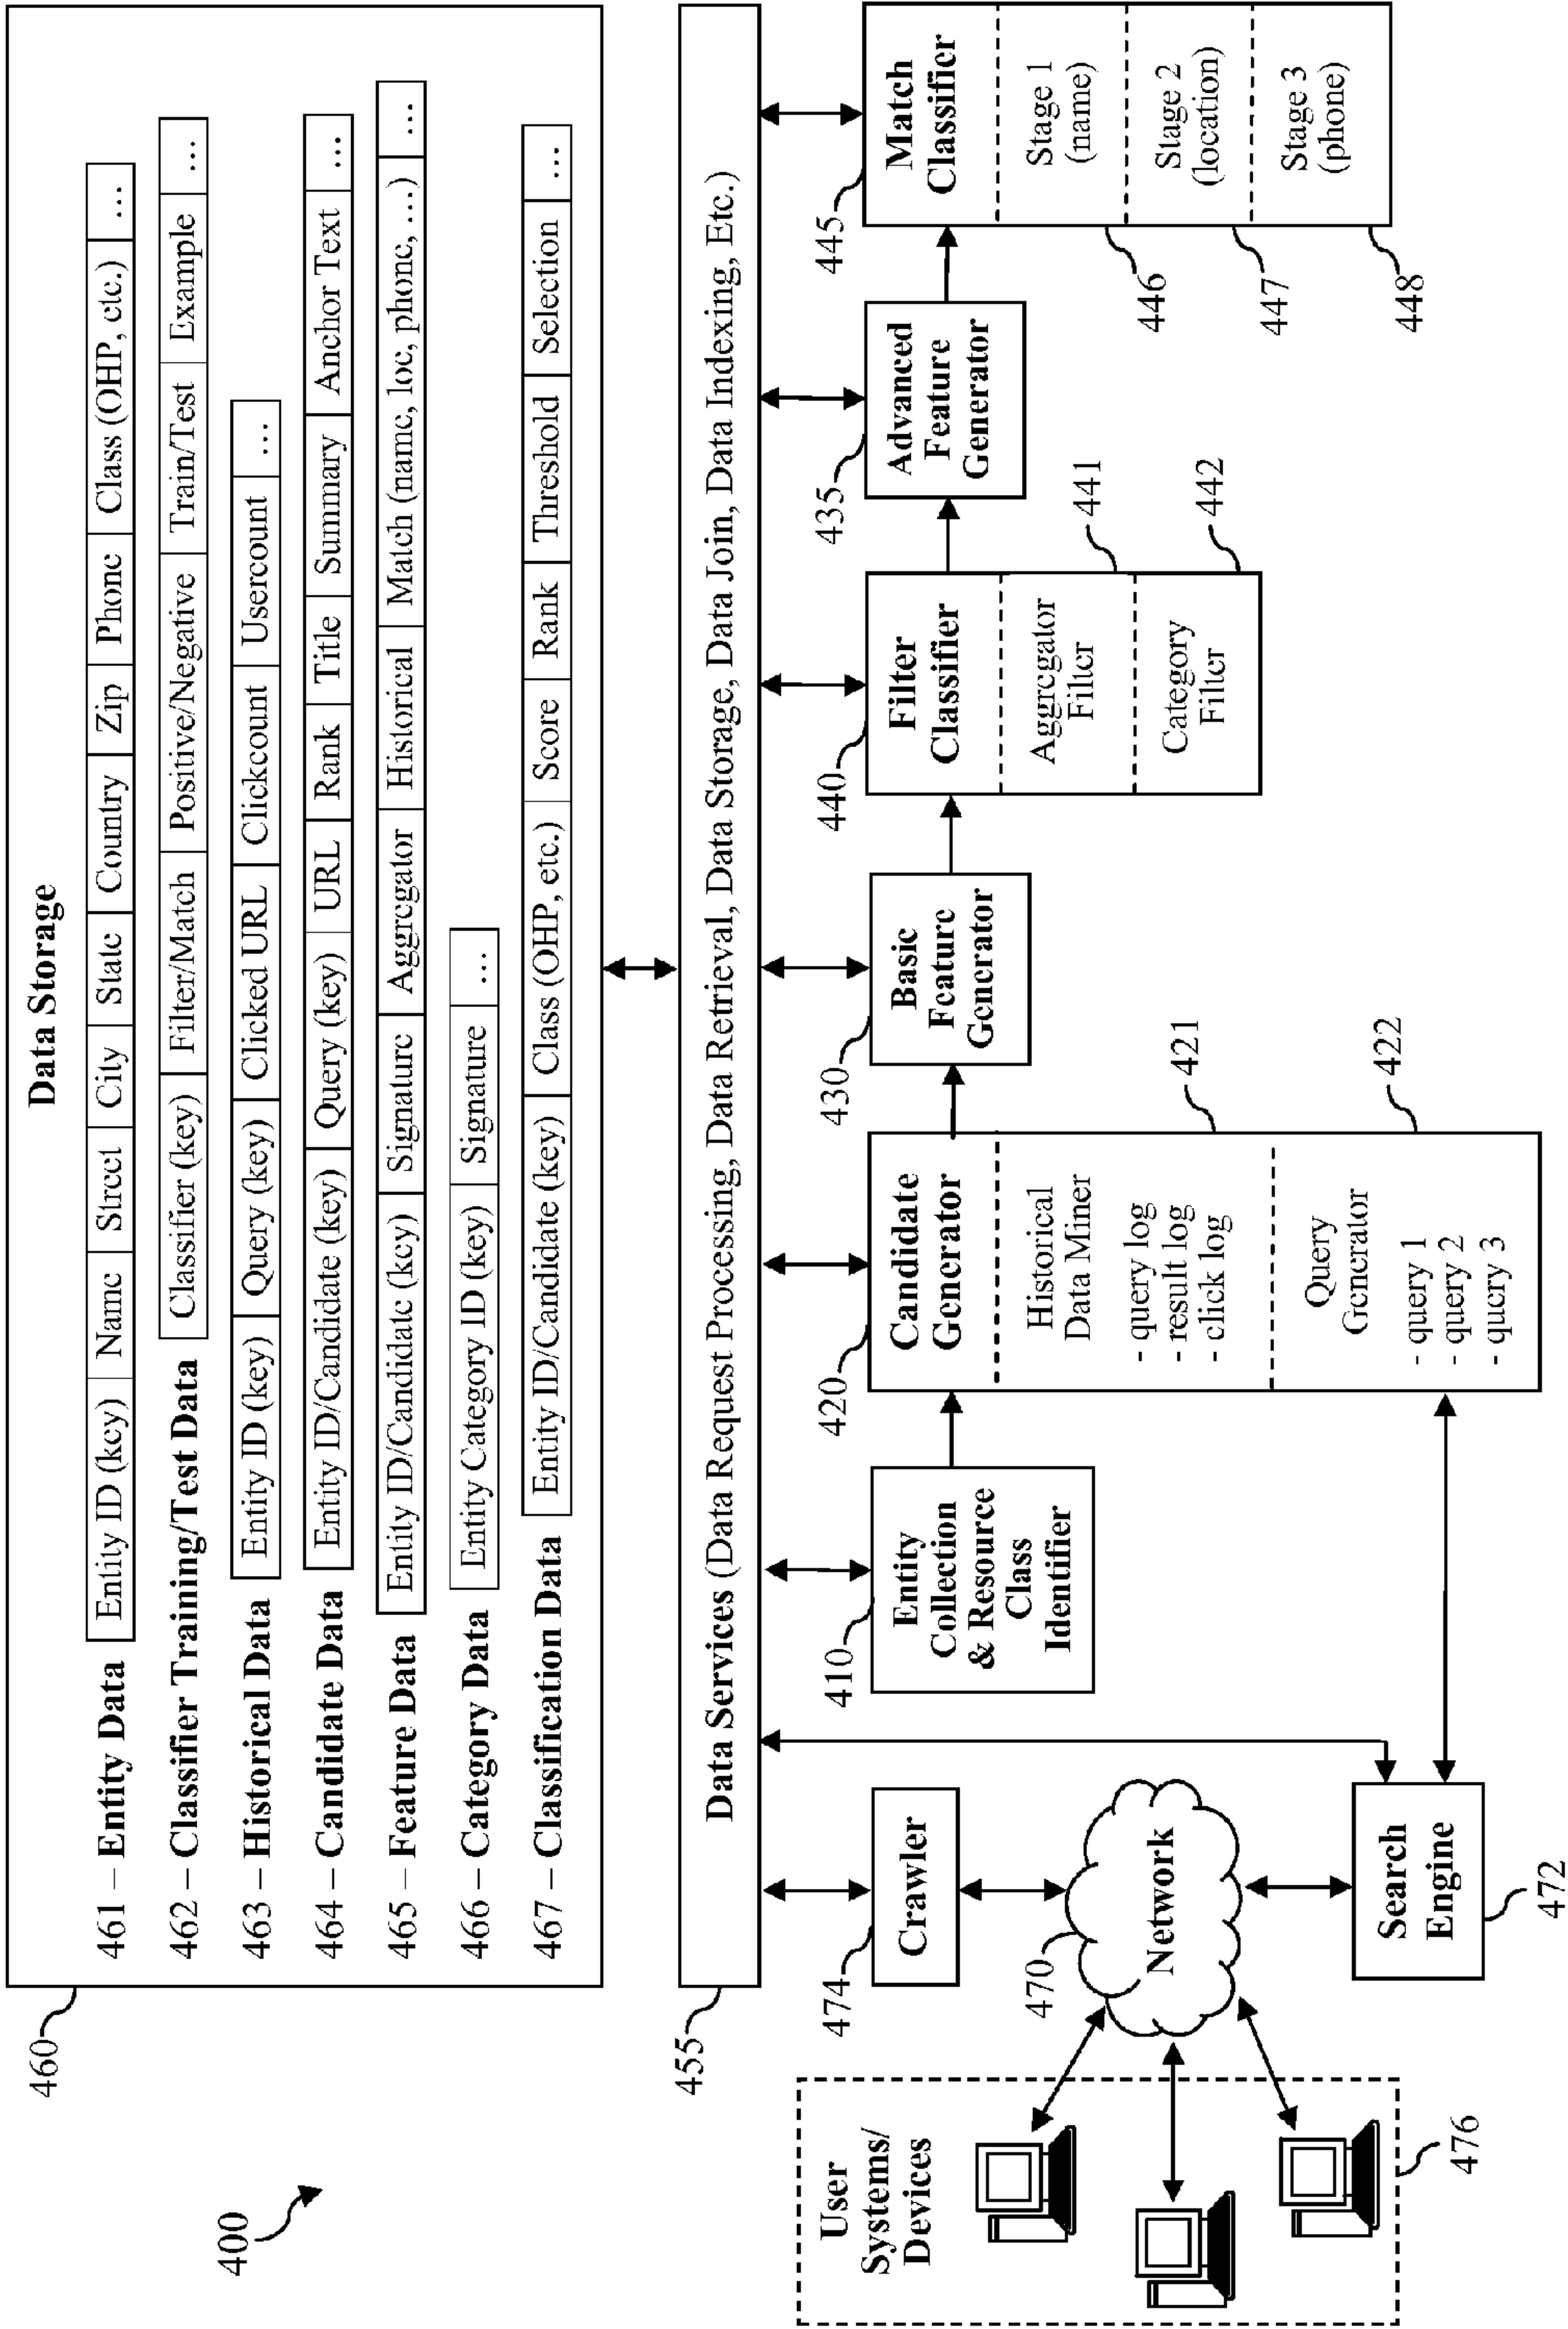 400
460
Data Storage
461 – Entity Data Entity ID (key) Name Street City State Country Zip Phone Class (OHP, etc.) ...
462 – Classifier Training/Test Data Classifier (key) Filter/Match Positive/Negative Train/Test Example ...
463 – Historical Data Entity ID (key) Query (key) Clicked URL Clickcount Usercount ...
464 – Candidate Data Entity ID/Candidate (key) Query (key) URL Rank Title Summary Anchor Text ...
465 – Feature Data Entity ID/Candidate (key) Signature Aggregator Historical Match (name, loc, phone, ...) ...
466 – Category Data Entity Category ID (key) Signature ...
467 – Classification Data Entity ID/Candidate (key) Class (OHP, etc.) Score Rank Threshold Selection ...
455
Data Services (Data Request Processing, Data Retrieval, Data Storage, Data Join, Data Indexing, Etc.)
User
Systems/
Devices
476
474
Crawler
470
Network
Search
Engine
472
410
Entity
Collection
& Resource
Class
Identifier
420
Candidate
Generator
Historical
Data Miner
- query log
- result log
- click log
421
Query
Generator
- query 1
- query 2
- query 3
422
430
Basic
Feature
Generator
440
Filter
Classifier
Aggregator
Filter
441
Category
Filter
442
435
Advanced
Feature
Generator
445
Match
Classifier
Stage 1
(name)
446
Stage 2
(location)
447
Stage 3
(phone)
448